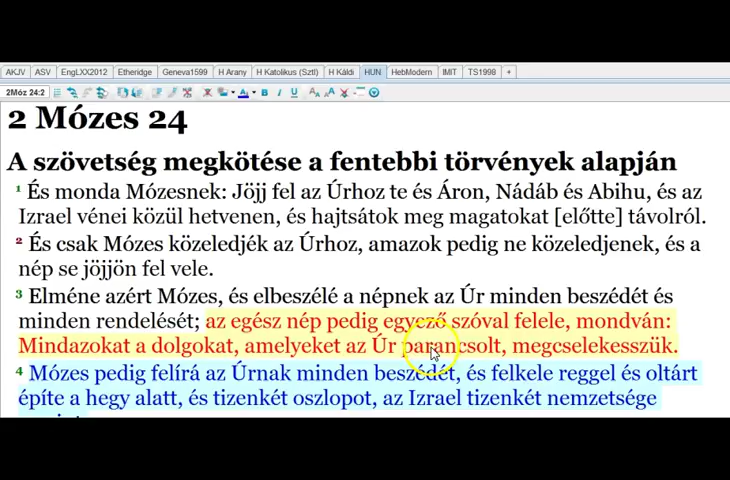 AKJV ASV EngLXX2012 Etheridge Geneva1599 H Arany H Katolikus (Sztl) H Káldi HUN HebModern IMIT TS1998 +
2Móz 24:2
2 Mózes 24
A szövetség megkötése a fentebbi törvények alapján
1 És monda Mózesnek: Jöjj fel az Úrhoz te és Áron, Nádáb és Abihu, és az
Izrael vénei közül hetvenen, és hajtsátok meg magatokat [előtte] távolról.
2 És csak Mózes közeledjék az Úrhoz, amazok pedig ne közeledjenek, és a
nép se jöjjön fel vele.
3 Elméne azért Mózes, és elbeszélé a népnek az Úr minden beszédét és
minden rendelését; az egész nép pedig egyező szóval felele, mondván:
Mindazokat a dolgokat, amelyeket az Úr parancsolt, megcselekesszük.
4 Mózes pedig felírá az Úrnak minden beszédét, és felkele reggel és oltárt
építe a hegy alatt, és tizenkét oszlopot, az Izrael tizenkét nemzetsége